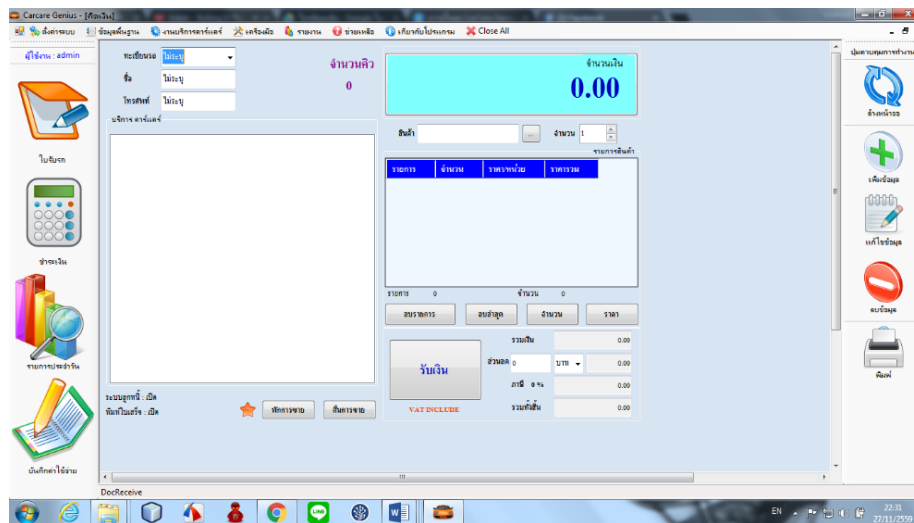 Carcare Genius - [คิดเงิน]
ตั้งค่าระบบ ข้อมูลพื้นฐาน งานบริการคาร์แคร์ เครื่องมือ รายงาน ช่วยเหลือ เกี่ยวกับโปรแกรม Close All
ผู้ใช้งาน : admin
ใบรับรถ
ชำระเงิน
รายการประจำวัน
บันทึกค่าใช้จ่าย
ทะเบียนรถ ไม่ระบุ
ชื่อ ไม่ระบุ
โทรศัพท์ ไม่ระบุ
จำนวนคิว
0
บริการ คาร์แคร์
ระบบลูกหนี้ : เปิด
พิมพ์ใบเสร็จ : เปิด
พักการขาย คืนการขาย
จำนวนเงิน
0.00
สินค้า ... จำนวน 1
รายการสินค้า
รายการ จำนวน ราคา/หน่วย ราคารวม
รายการ 0 จำนวน 0
ลบรายการ ลบล่าสุด จำนวน ราคา
รับเงิน
VAT INCLUDE
รวมเงิน 0.00
ส่วนลด 0 บาท 0.00
ภาษี 0 % 0.00
รวมทั้งสิ้น 0.00
ปุ่มควบคุมการทำงาน
ล้างหน้าจอ
เพิ่มข้อมูล
แก้ไขข้อมูล
ลบข้อมูล
พิมพ์
DocReceive
EN
22:31
27/11/2559